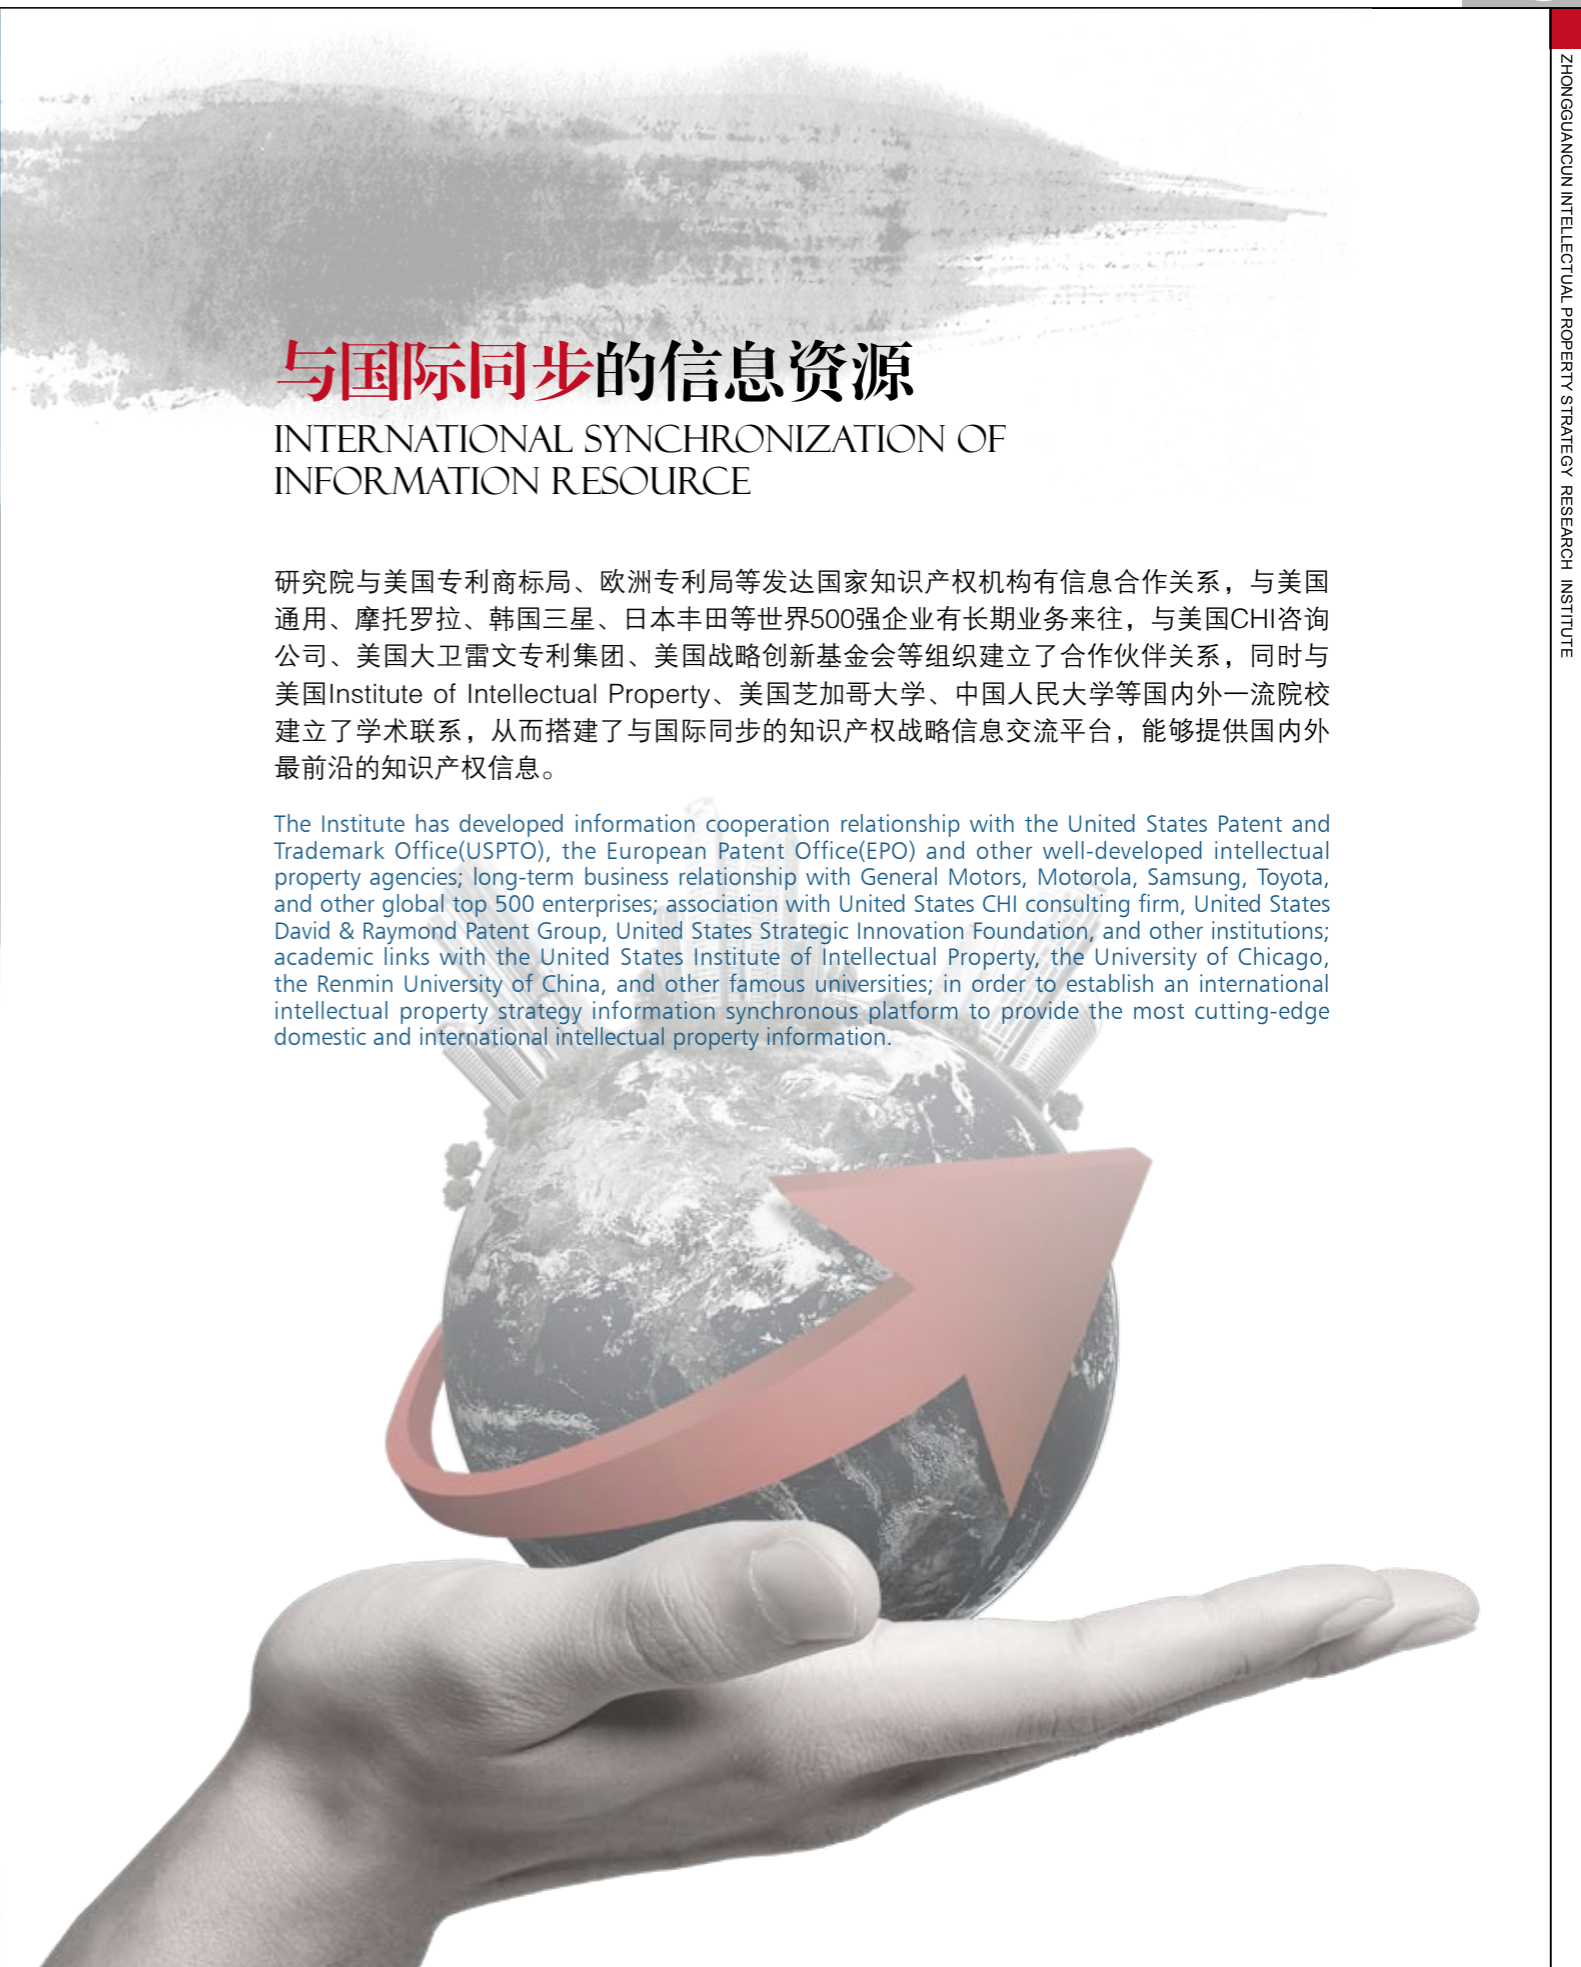 与国际同步的信息资源
INTERNATIONAL SYNCHRONIZATION OF
INFORMATION RESOURCE
研究院与美国专利商标局、欧洲专利局等发达国家知识产权机构有信息合作关系，与美国
通用、摩托罗拉、韩国三星、日本丰田等世界500强企业有长期业务来往，与美国CHI咨询
公司、美国大卫雷文专利集团、美国战略创新基金会等组织建立了合作伙伴关系，同时与
美国Institute of Intellectual Property、美国芝加哥大学、中国人民大学等国内外一流院校
建立了学术联系，从而搭建了与国际同步的知识产权战略信息交流平台，能够提供国内外
最前沿的知识产权信息。
The Institute has developed information cooperation relationship with the United States Patent and
Trademark Office(USPTO), the European Patent Office(EPO) and other well-developed intellectual
property agencies; long-term business relationship with General Motors, Motorola, Samsung, Toyota,
and other global top 500 enterprises; association with United States CHI consulting firm, United States
David & Raymond Patent Group, United States Strategic Innovation Foundation, and other institutions;
academic links with the United States Institute of Intellectual Property, the University of Chicago,
the Renmin University of China, and other famous universities; in order to establish an international
intellectual property strategy information synchronous platform to provide the most cutting-edge
domestic and international intellectual property information.
ZHONGGUANCUN INTELLECTUAL PROPERTY STRATEGY RESEARCH INSTITUTE